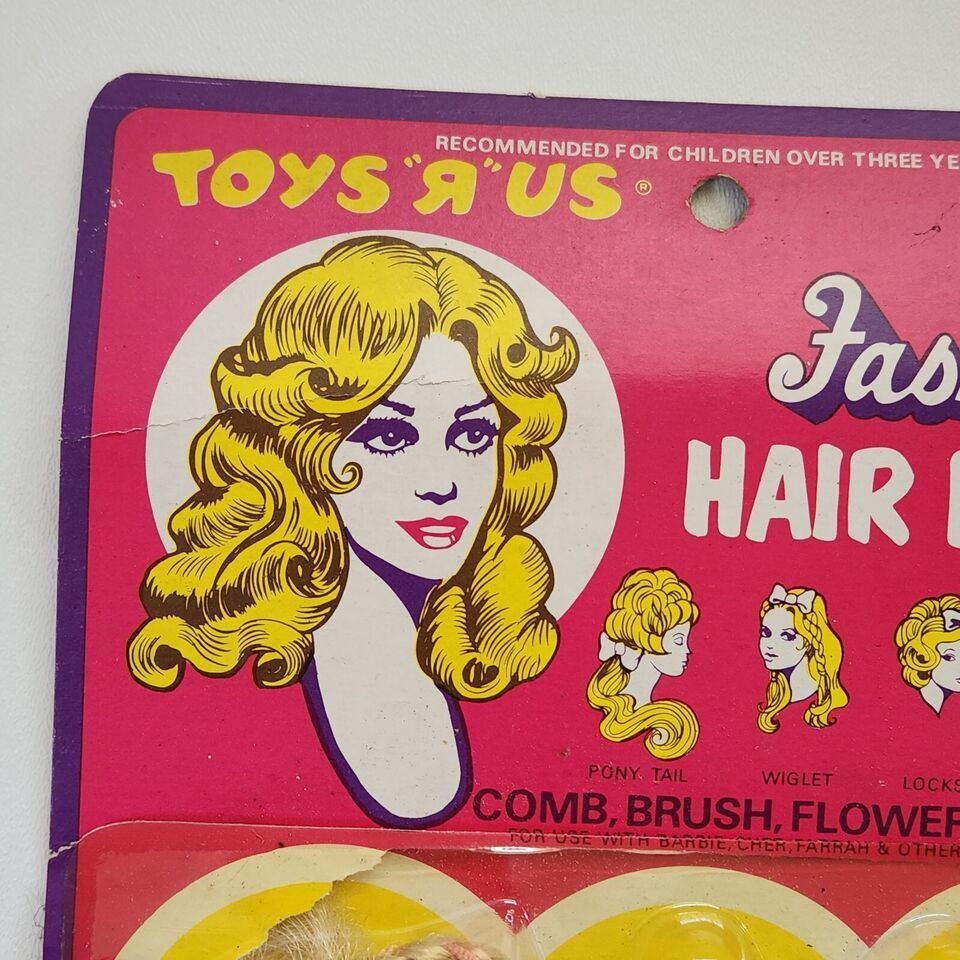 RECOMMENDED FOR CHILDREN OVER THREE YE
TOYS "Я" US ®
Fas
HAIR
PONY TAIL
WIGLET
LOCKS
COMB, BRUSH, FLOWER
FOR USE WITH BARBIE, CHER, FARRAH & OTHER